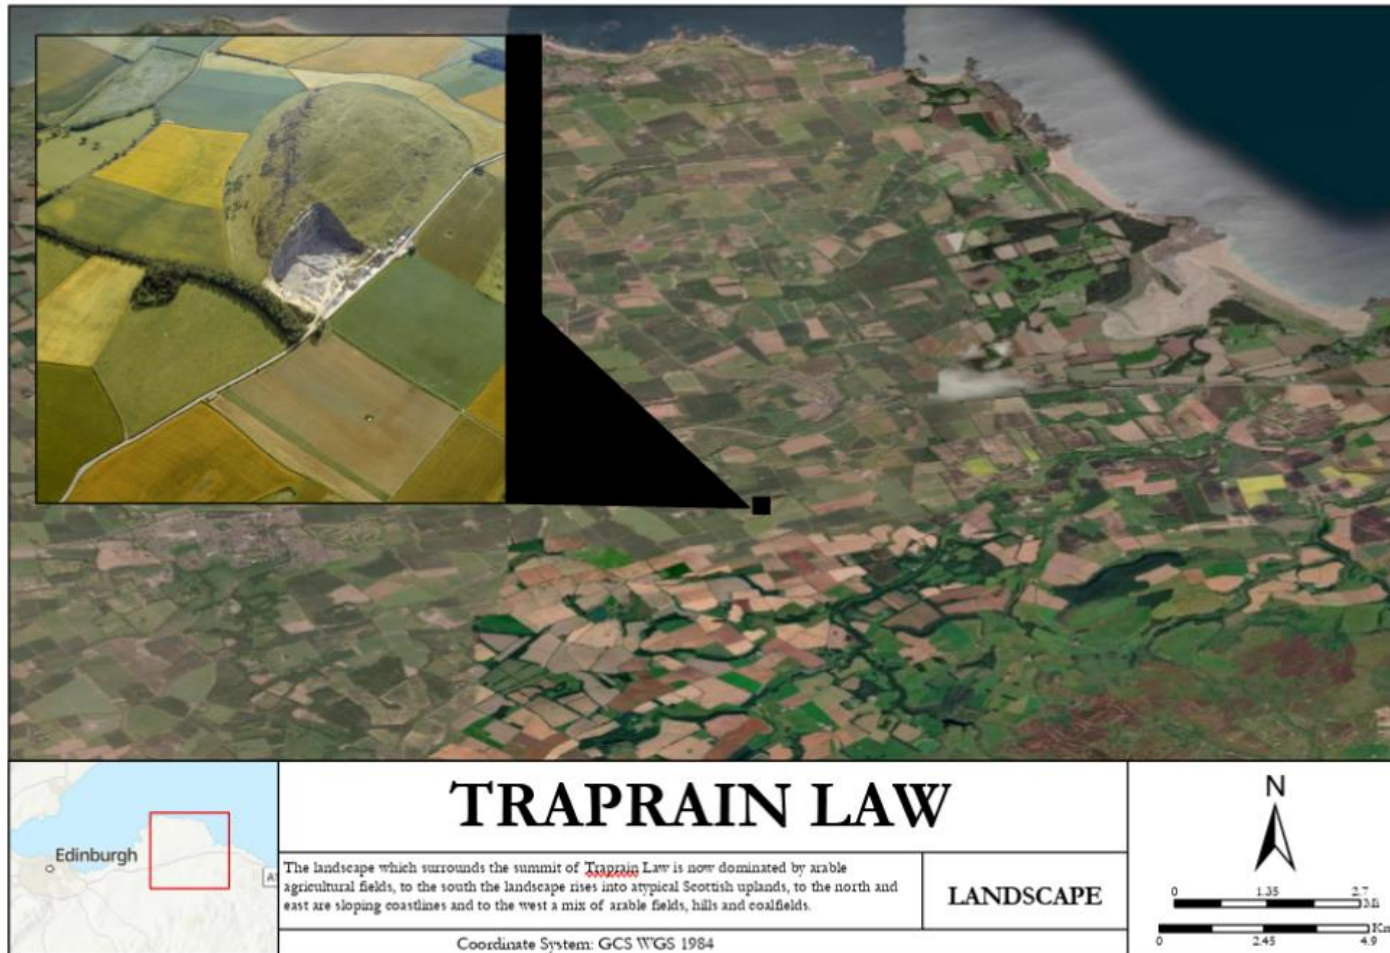 TRAPRAIN LAW
The landscape which surrounds the summit of Traprain Law is now dominated by arable
agricultural fields, to the south the landscape rises into atypical Scottish uplands, to the north and
east are sloping coastlines and to the west a mix of arable fields, hills and coalfields.
LANDSCAPE
Coordinate System: GCS WGS 1984
Edinburgh
N
0 1.35 2.7
Mi
Km
0 2.45 4.9